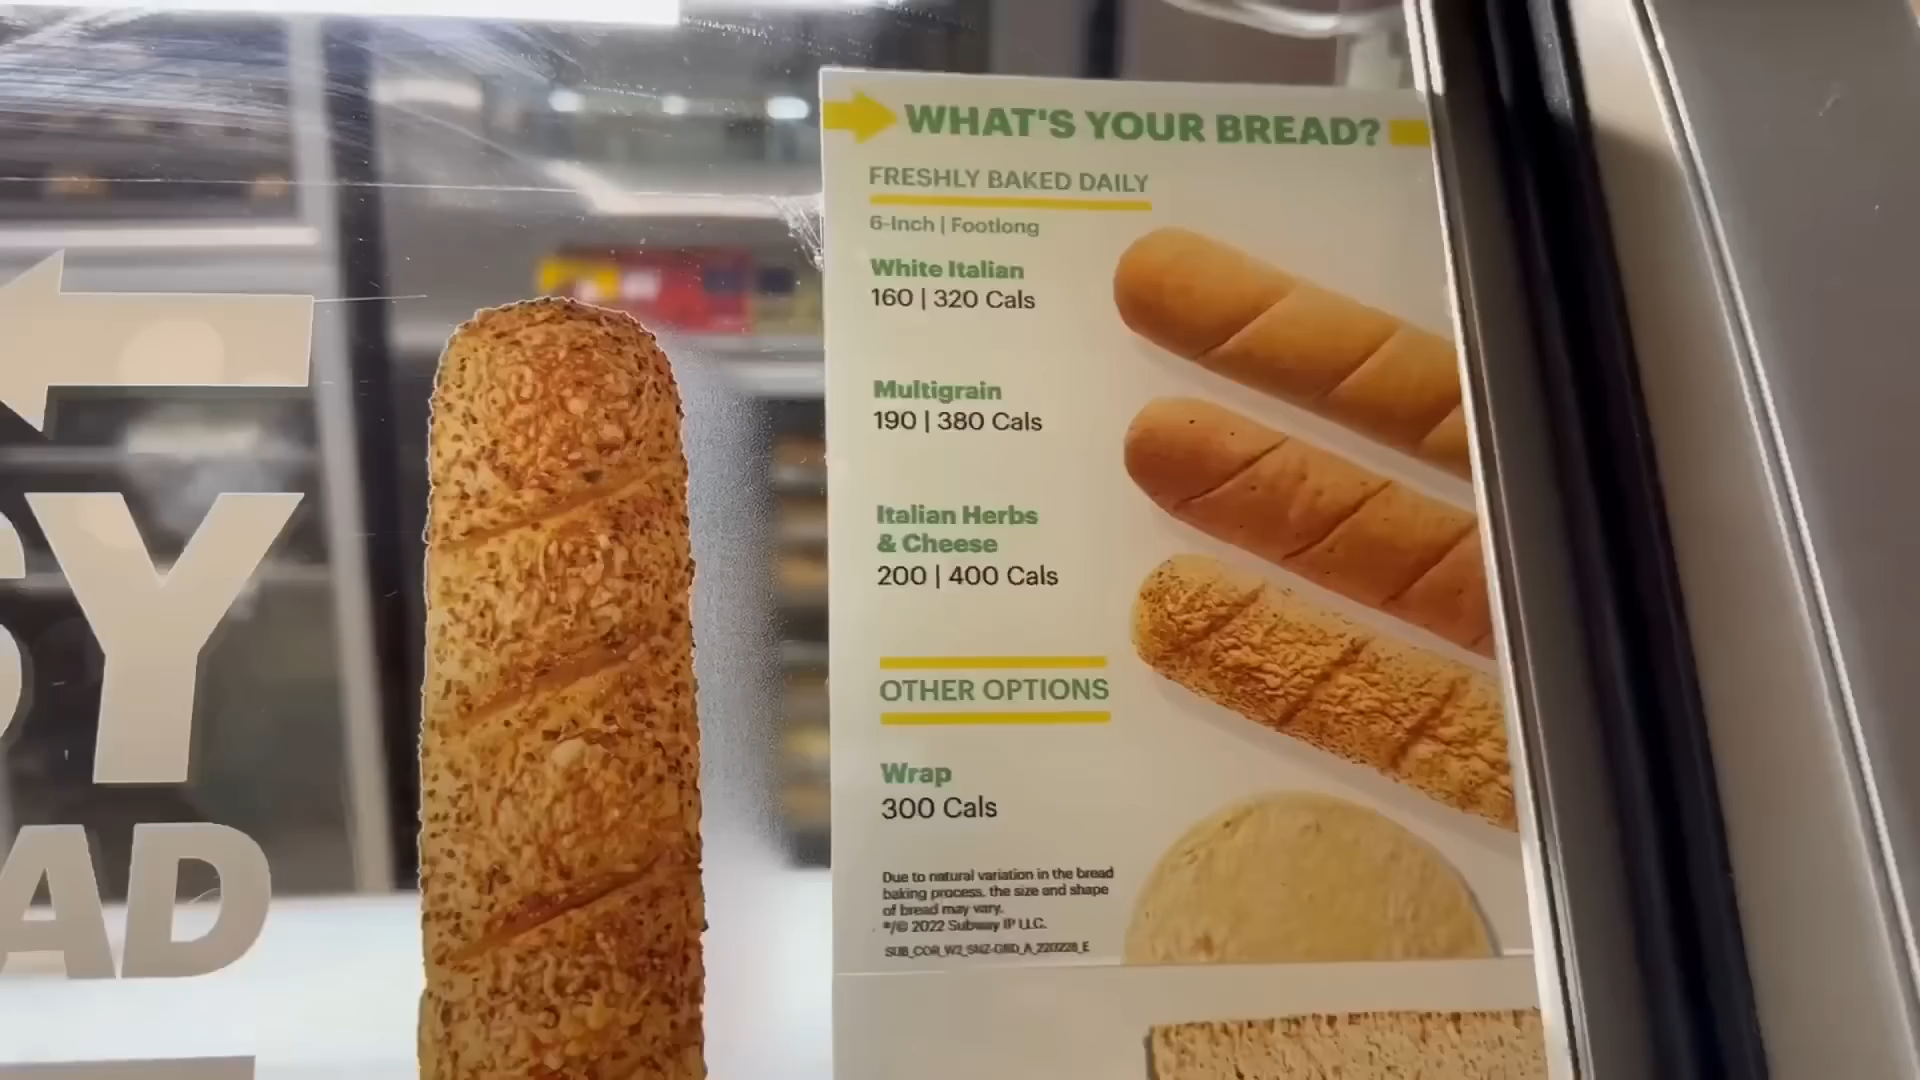 WHAT'S YOUR BREAD?
FRESHLY BAKED DAILY
6-Inch | Footlong
White Italian
160 | 320 Cals
Multigrain
190 | 380 Cals
Italian Herbs
& Cheese
200 | 400 Cals
OTHER OPTIONS
Wrap
300 Cals
Due to natural variation in the bread
baking process, the size and shape
of bread may vary.
© 2022 Subway IP LLC.
SY
AD